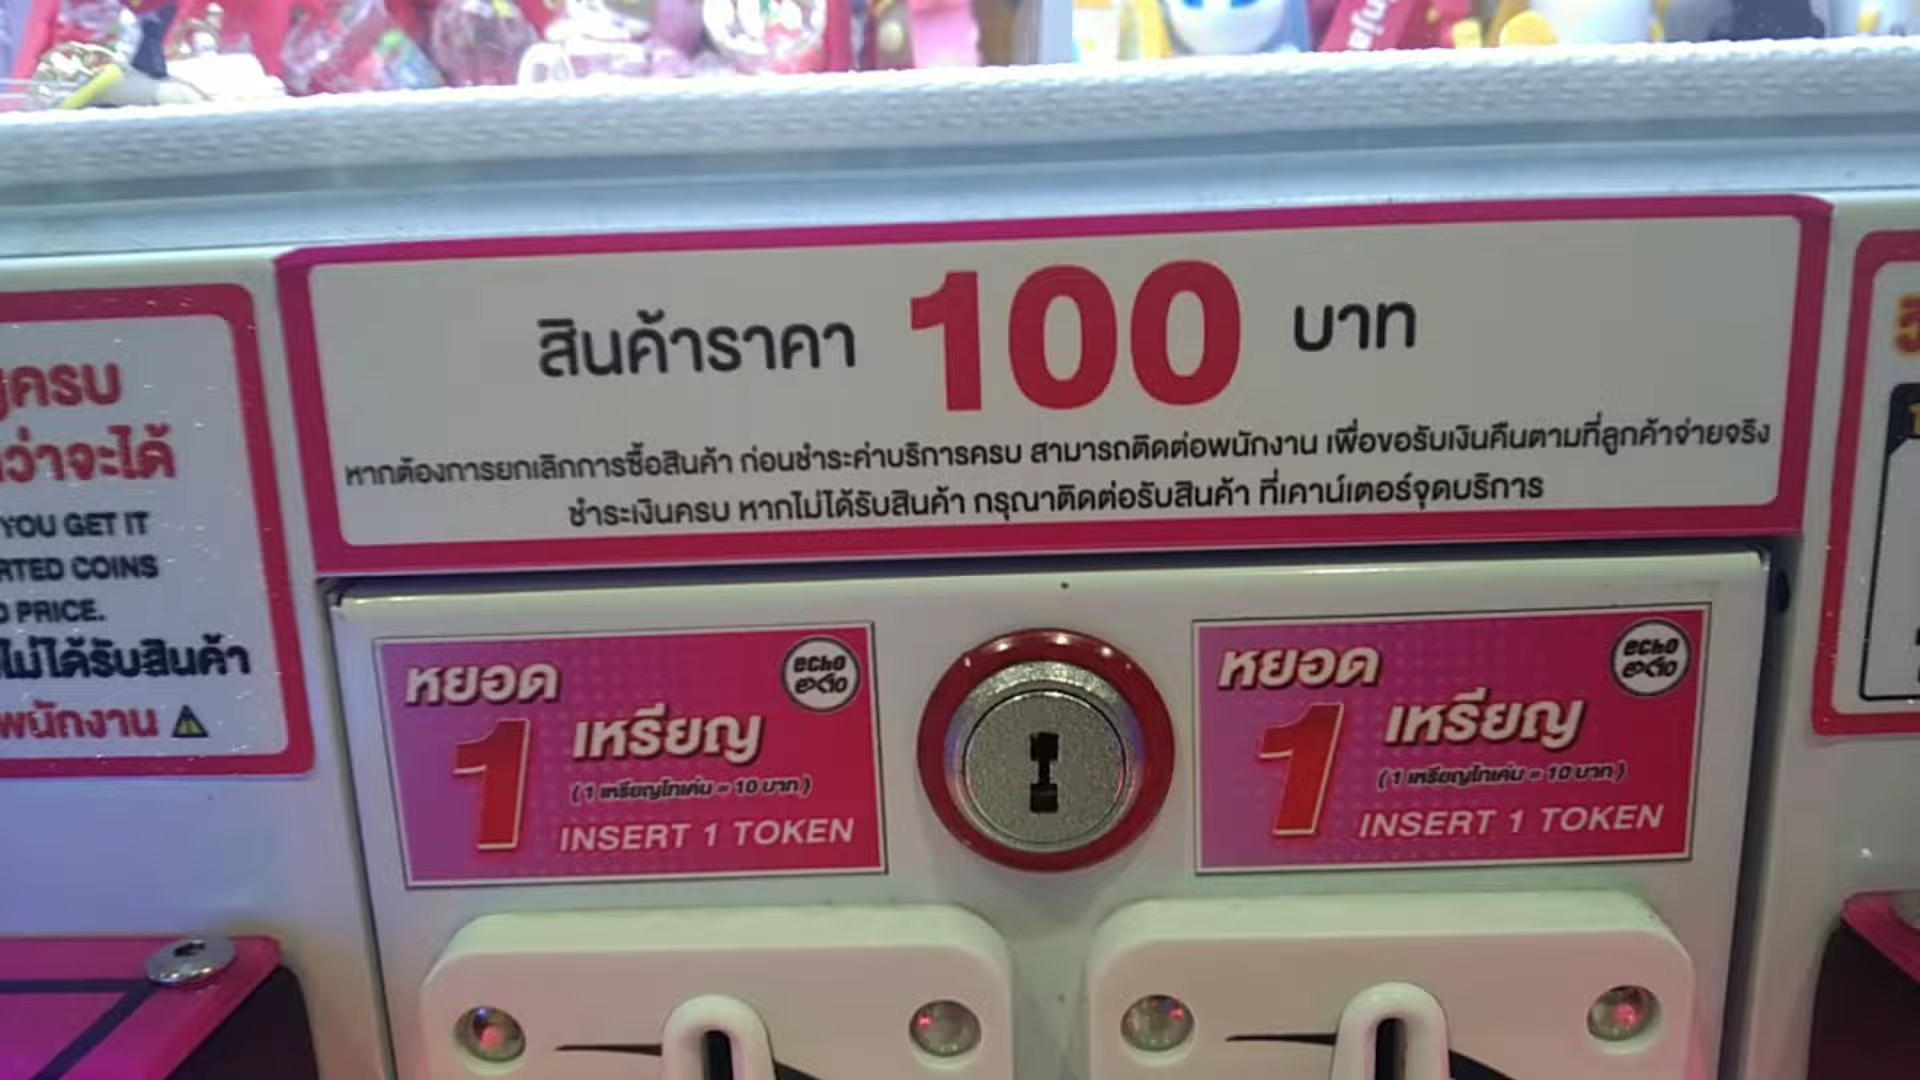 สินค้าราคา 100 บาท
หากต้องการยกเลิกการซื้อสินค้า ก่อนชำระค่าบริการครบ สามารถติดต่อพนักงาน เพื่อขอรับเงินคืนตามที่ลูกค้าจ่ายจริง
ชำระเงินครบ หากไม่ได้รับสินค้า กรุณาติดต่อรับสินค้า ที่เคาน์เตอร์จุดบริการ
ครบ
ว่าจะได้
YOU GET IT
RTED COINS
PRICE.
ไม่ได้รับสินค้า
พนักงาน
หยอด
1 เหรียญ
(1 เหรียญโทเค่น = 10 บาท)
INSERT 1 TOKEN
echo
หยอด
1 เหรียญ
(1 เหรียญโทเค่น = 10 บาท)
INSERT 1 TOKEN
echo